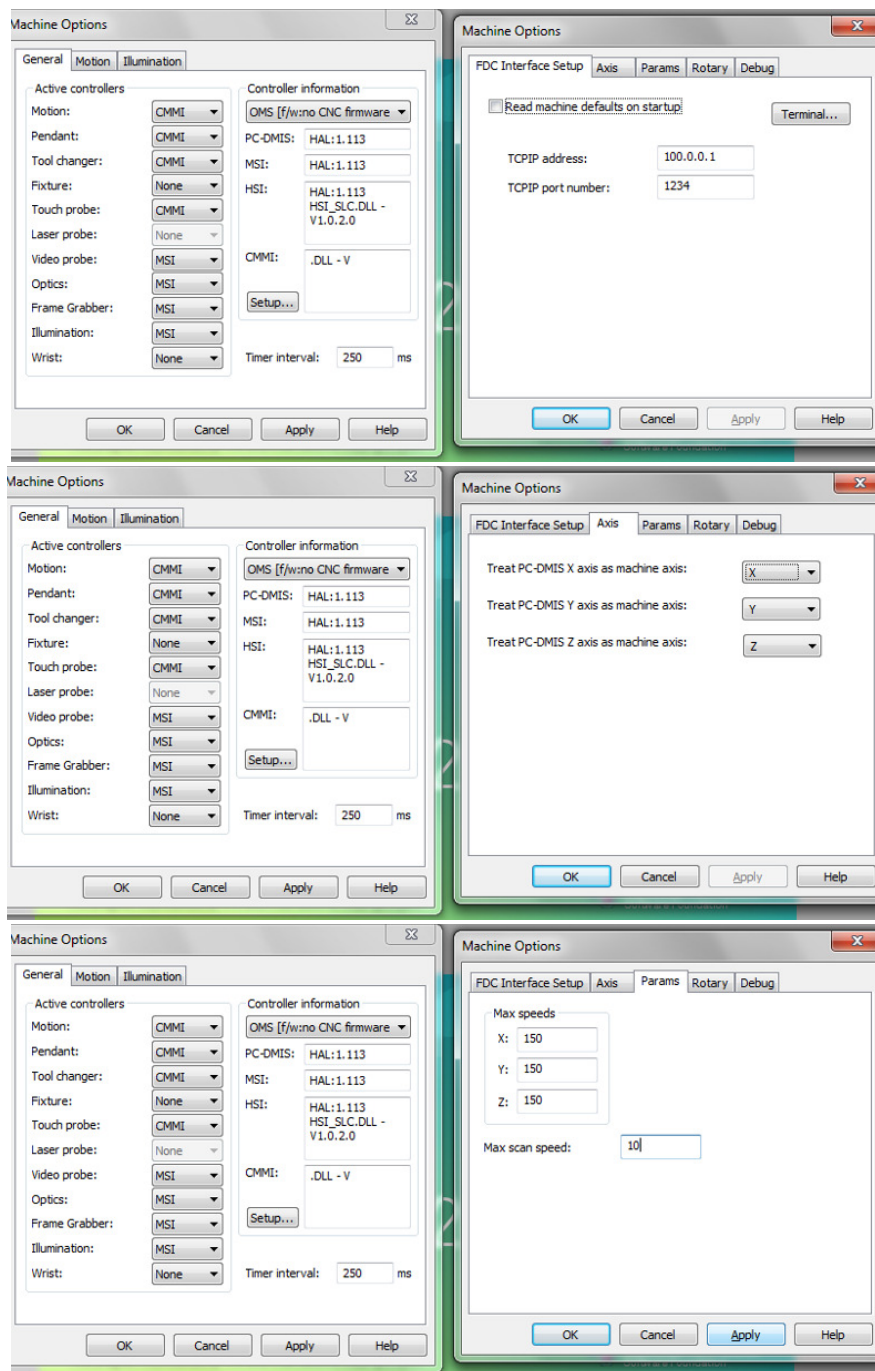 Machine Options
General Motion Illumination
Active controllers
Motion: CMMI
Pendant: CMMI
Tool changer: CMMI
Fixture: None
Touch probe: CMMI
Laser probe: None
Video probe: MSI
Optics: MSI
Frame Grabber: MSI
Illumination: MSI
Wrist: None
Controller information
OMS [f/w:no CNC firmware
PC-DMIS: HAL:1.113
MSI: HAL:1.113
HSI: HAL:1.113
HSI_SLC.DLL -
V1.0.2.0
CMMI: .DLL - V
Setup...
Timer interval: 250 ms
OK Cancel Apply Help
Machine Options
FDC Interface Setup Axis Params Rotary Debug
Read machine defaults on startup
Terminal...
TCPIP address: 100.0.0.1
TCPIP port number: 1234
OK Cancel Apply Help
Machine Options
General Motion Illumination
Active controllers
Motion: CMMI
Pendant: CMMI
Tool changer: CMMI
Fixture: None
Touch probe: CMMI
Laser probe: None
Video probe: MSI
Optics: MSI
Frame Grabber: MSI
Illumination: MSI
Wrist: None
Controller information
OMS [f/w:no CNC firmware
PC-DMIS: HAL:1.113
MSI: HAL:1.113
HSI: HAL:1.113
HSI_SLC.DLL -
V1.0.2.0
CMMI: .DLL - V
Setup...
Timer interval: 250 ms
OK Cancel Apply Help
Machine Options
FDC Interface Setup Axis Params Rotary Debug
Treat PC-DMIS X axis as machine axis: X
Treat PC-DMIS Y axis as machine axis: Y
Treat PC-DMIS Z axis as machine axis: Z
OK Cancel Apply Help
Machine Options
General Motion Illumination
Active controllers
Motion: CMMI
Pendant: CMMI
Tool changer: CMMI
Fixture: None
Touch probe: CMMI
Laser probe: None
Video probe: MSI
Optics: MSI
Frame Grabber: MSI
Illumination: MSI
Wrist: None
Controller information
OMS [f/w:no CNC firmware
PC-DMIS: HAL:1.113
MSI: HAL:1.113
HSI: HAL:1.113
HSI_SLC.DLL -
V1.0.2.0
CMMI: .DLL - V
Setup...
Timer interval: 250 ms
OK Cancel Apply Help
Machine Options
FDC Interface Setup Axis Params Rotary Debug
Max speeds
X: 150
Y: 150
Z: 150
Max scan speed: 10
OK Cancel Apply Help